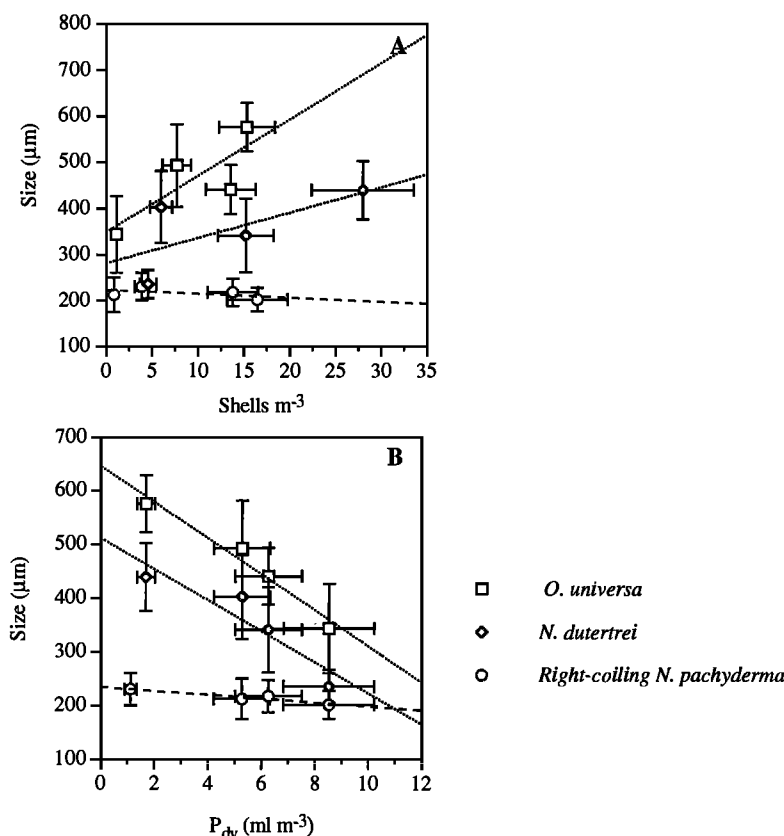 A
800
700
600
500
400
300
200
100
Size (µm)
0 5 10 15 20 25 30 35
Shells m-3
B
700
600
500
400
300
200
100
Size (µm)
0 2 4 6 8 10 12
Pdy (ml m-3)
O. universa
N. dutertrei
Right-coiling N. pachyderma